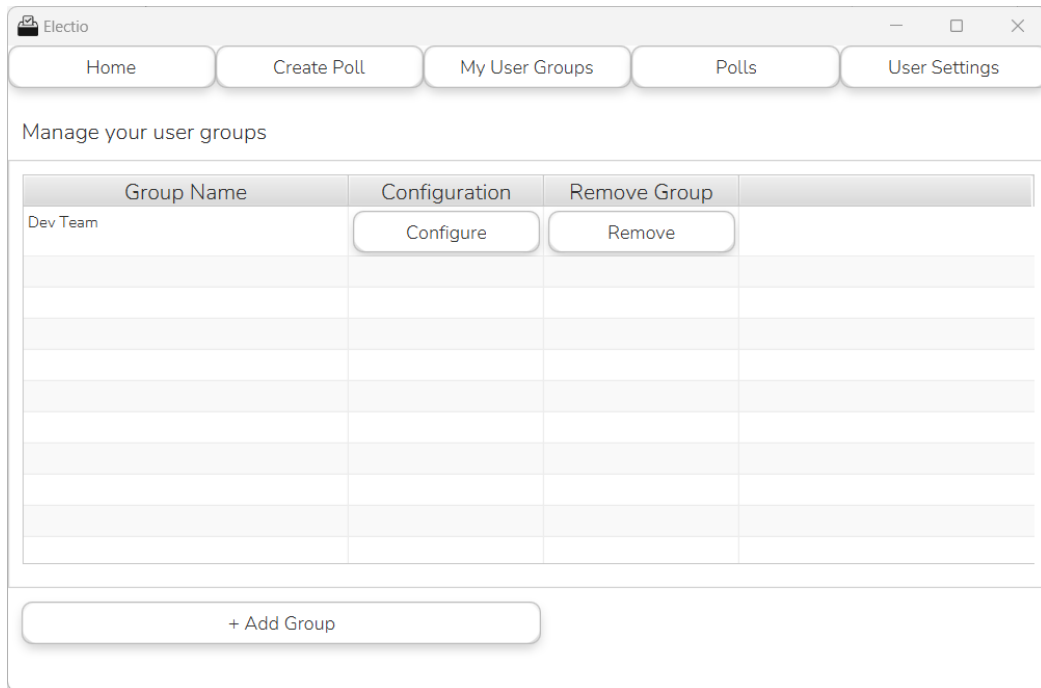 Electio
Home Create Poll My User Groups Polls User Settings
Manage your user groups
Group Name Configuration Remove Group
Dev Team Configure Remove
+ Add Group